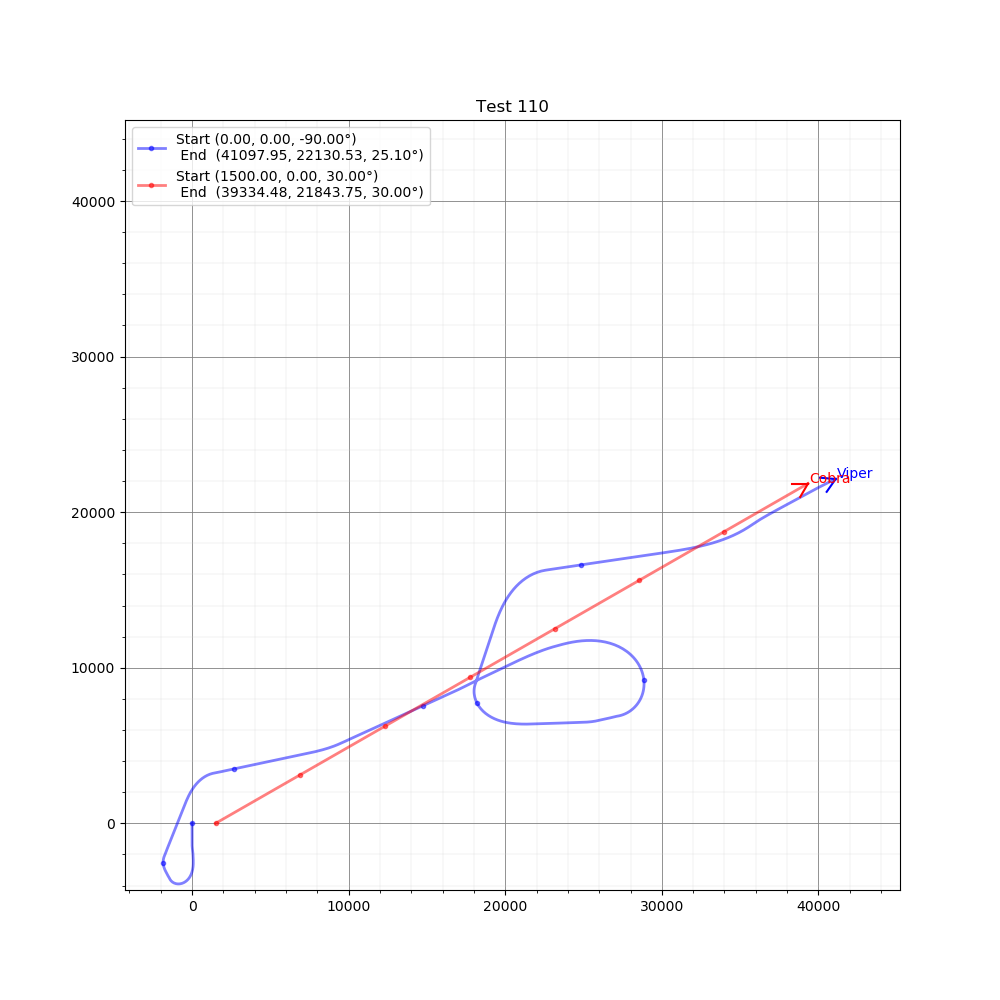 Test 110
Start (0.00, 0.00, -90.00°)
End (41097.95, 22130.53, 25.10°)
Start (1500.00, 0.00, 30.00°)
End (39334.48, 21843.75, 30.00°)
40000
30000
20000
10000
0
Viper
Cobra
0
10000
20000
30000
40000